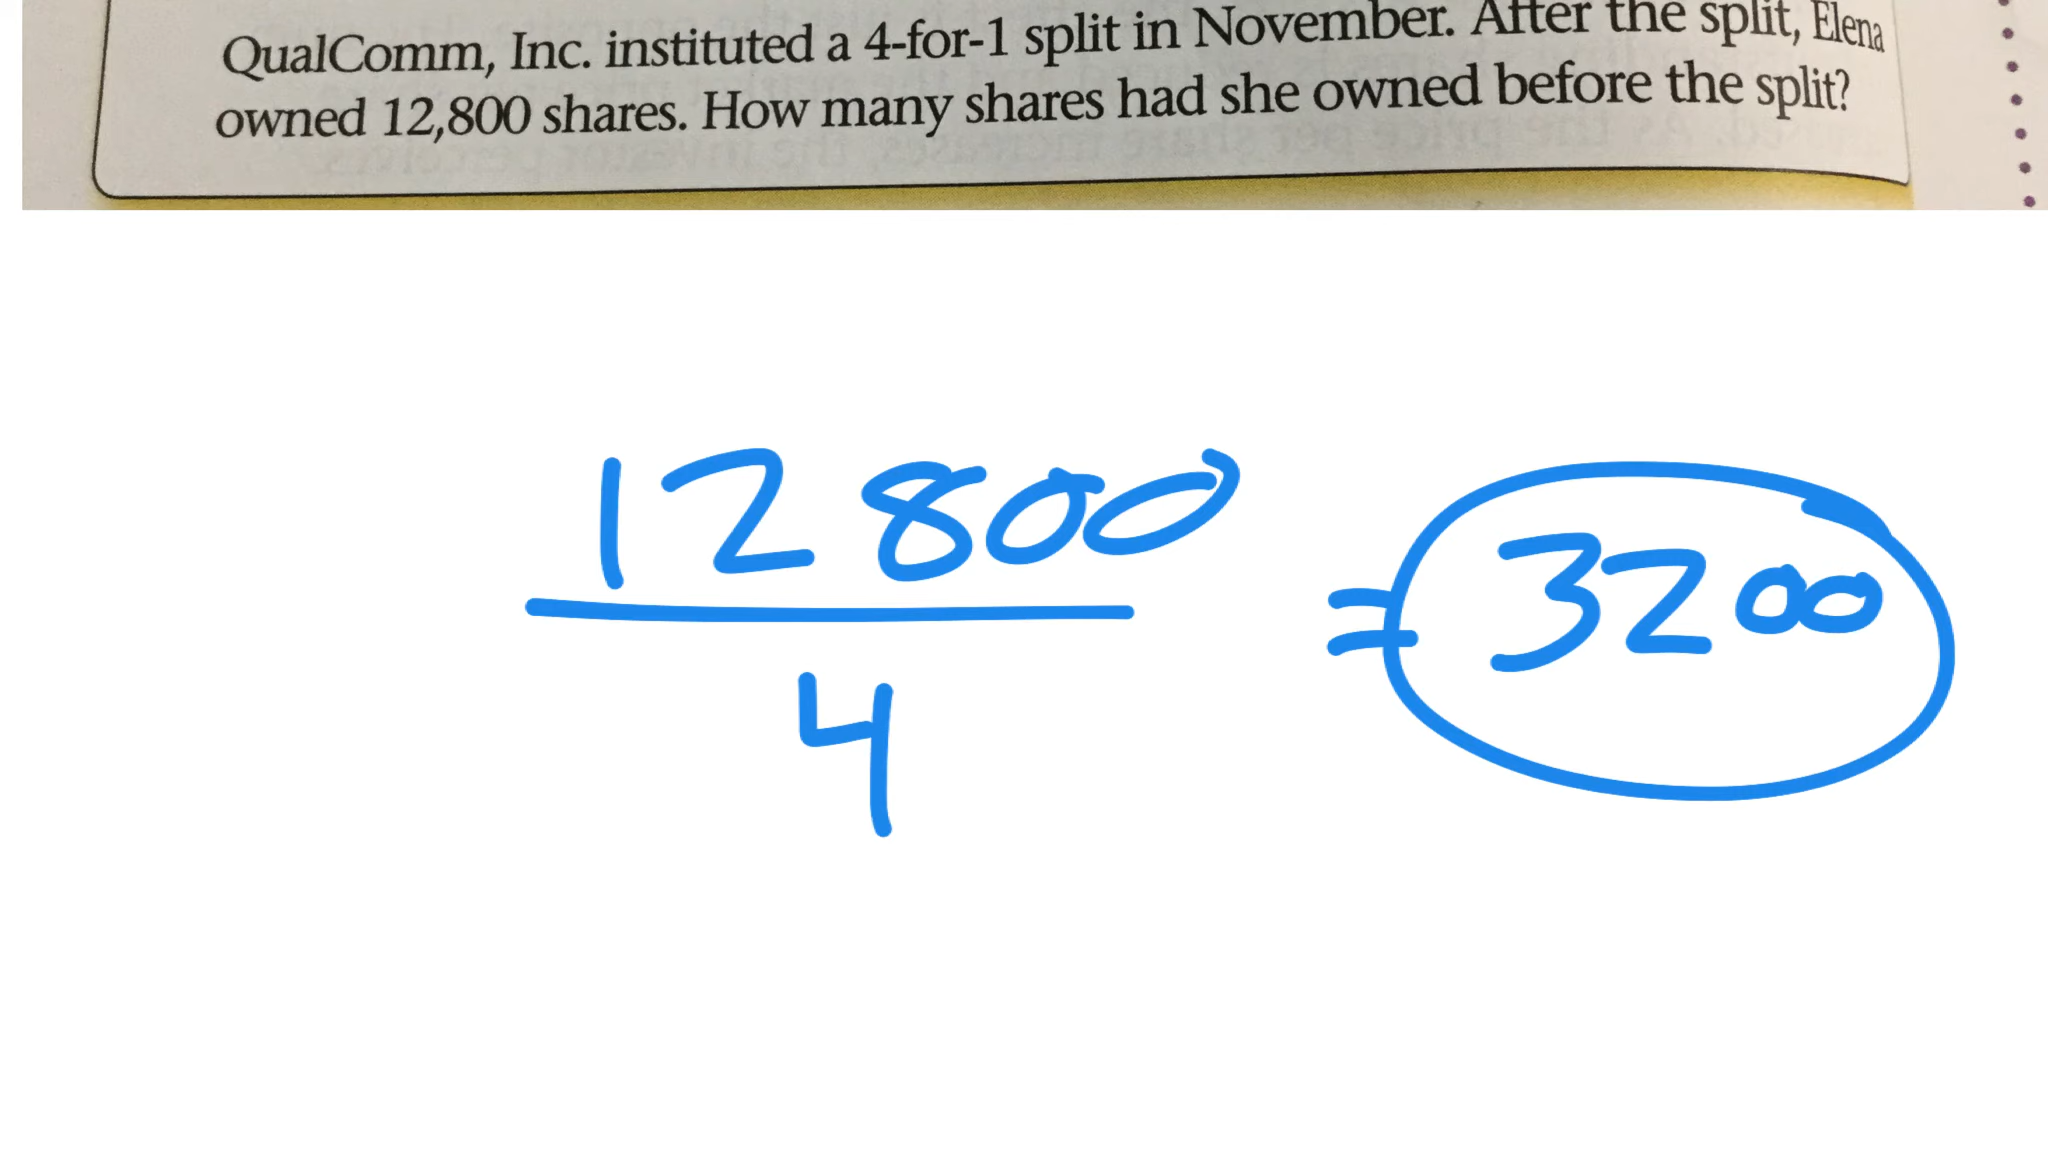 QualComm, Inc. instituted a 4-for-1 split in November. After the split, Elena
owned 12,800 shares. How many shares had she owned before the split?
12800
= 3200
4